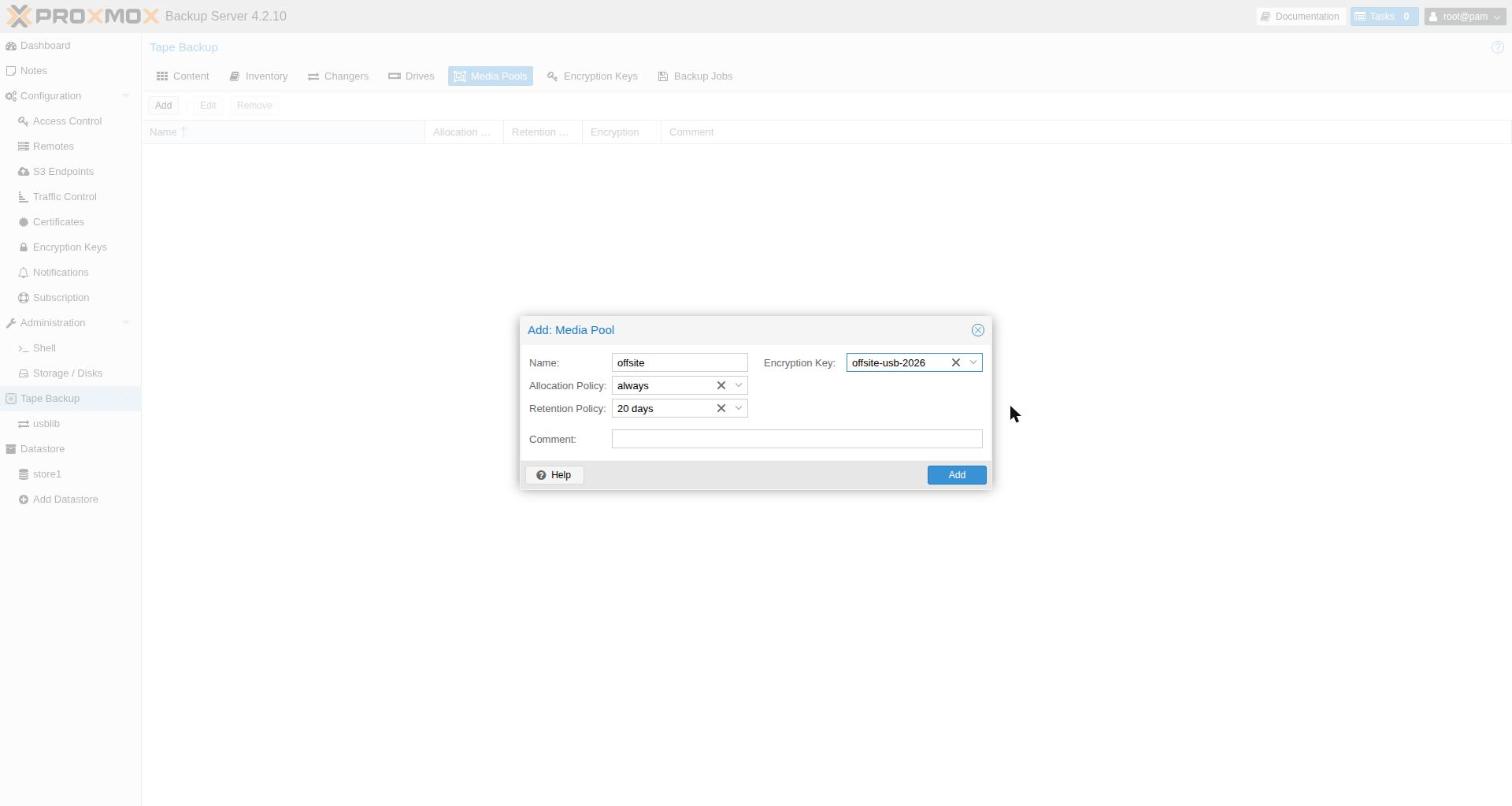 PROXMOX Backup Server 4.2.10
Documentation
Tasks 0
root@pam
Dashboard
Notes
Configuration
Access Control
Remotes
S3 Endpoints
Traffic Control
Certificates
Encryption Keys
Notifications
Subscription
Administration
Shell
Storage / Disks
Tape Backup
usblib
Datastore
store1
Add Datastore
Tape Backup
Content Inventory Changers Drives Media Pools Encryption Keys Backup Jobs
Add Edit Remove
Name Allocation ... Retention ... Encryption Comment
Add: Media Pool
Name: offsite Encryption Key: offsite-usb-2026
Allocation Policy: always
Retention Policy: 20 days
Comment:
Help Add